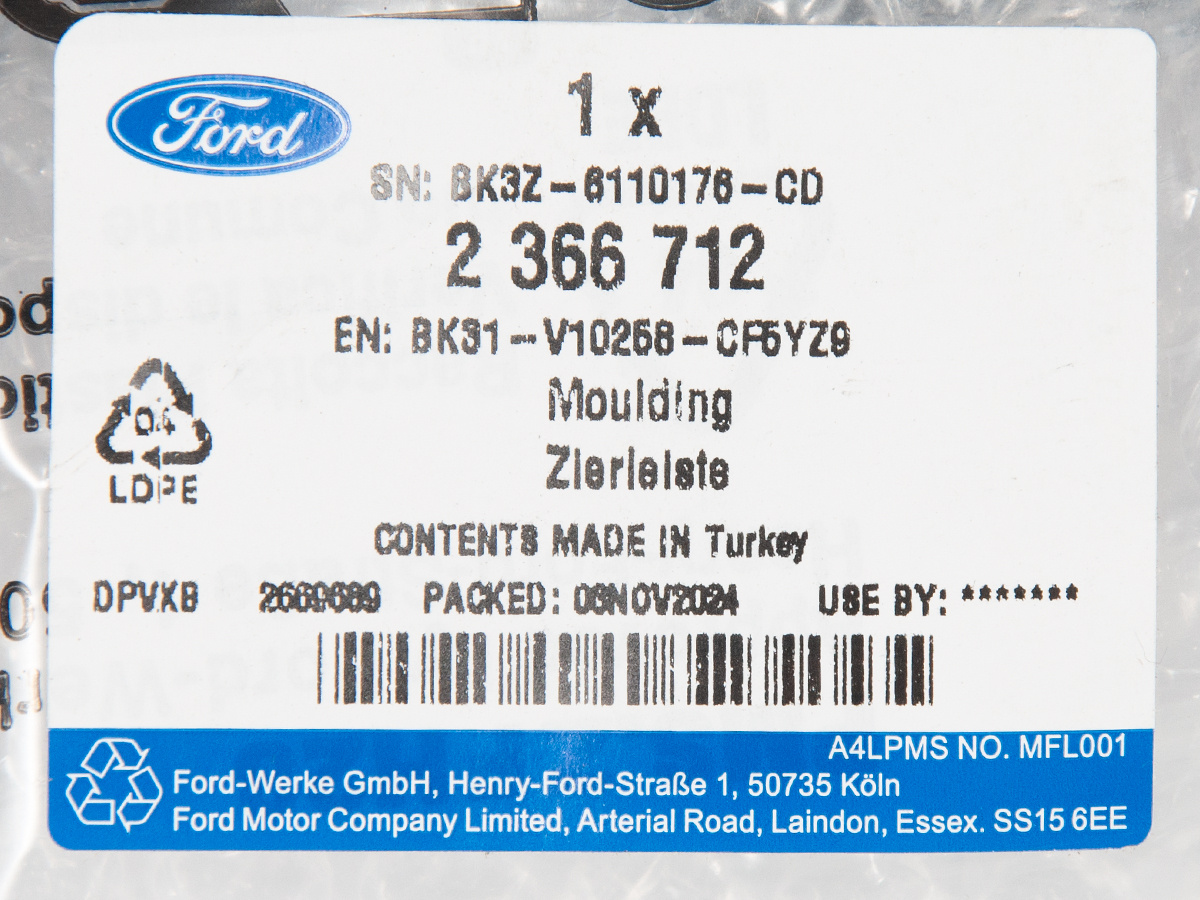 Ford
1 x
SN: BK3Z-6110176-CD
2 366 712
EN: BK31-V10268-CF5YZ9
Moulding
Zierleiste
04
LDPE
CONTENTS MADE IN Turkey
DPVXB 2669689 PACKED: 08NOV2024 USE BY: *******
A4LPMS NO. MFL001
Ford-Werke GmbH, Henry-Ford-Straße 1, 50735 Köln
Ford Motor Company Limited, Arterial Road, Laindon, Essex. SS15 6EE